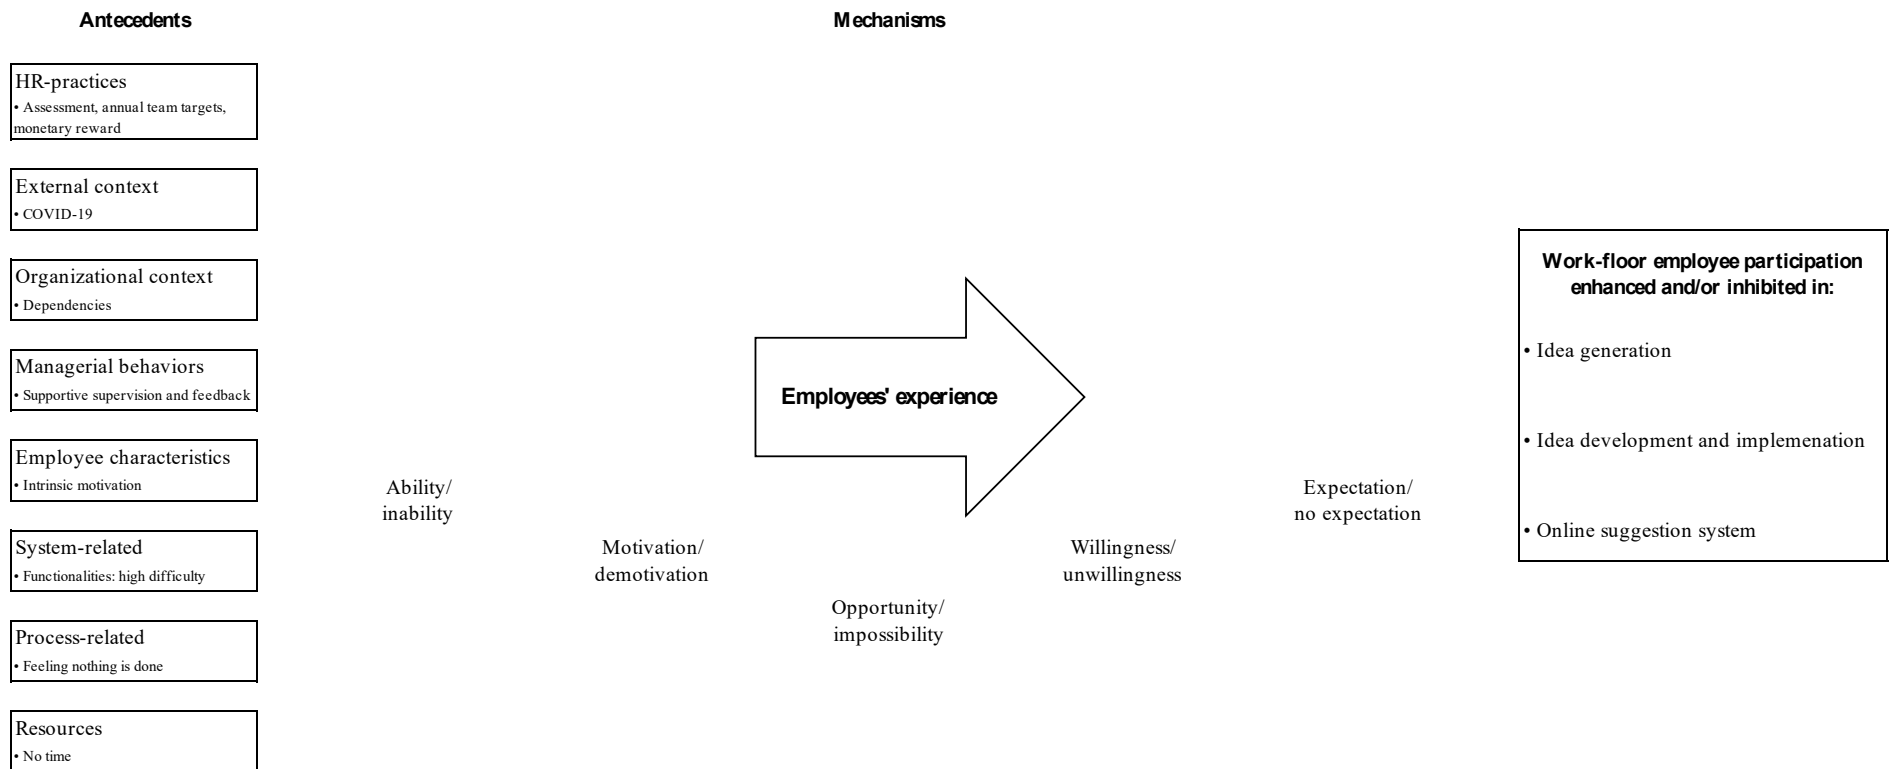 Antecedents
Mechanisms
HR-practices
• Assessment, annual team targets,
monetary reward
External context
• COVID-19
Organizational context
• Dependencies
Managerial behaviors
• Supportive supervision and feedback
Employee characteristics
• Intrinsic motivation
System-related
• Functionalities: high difficulty
Process-related
• Feeling nothing is done
Resources
• No time
Ability/
inability
Motivation/
demotivation
Opportunity/
impossibility
Employees' experience
Willingness/
unwillingness
Expectation/
no expectation
Work-floor employee participation
enhanced and/or inhibited in:
• Idea generation
• Idea development and implemenation
• Online suggestion system